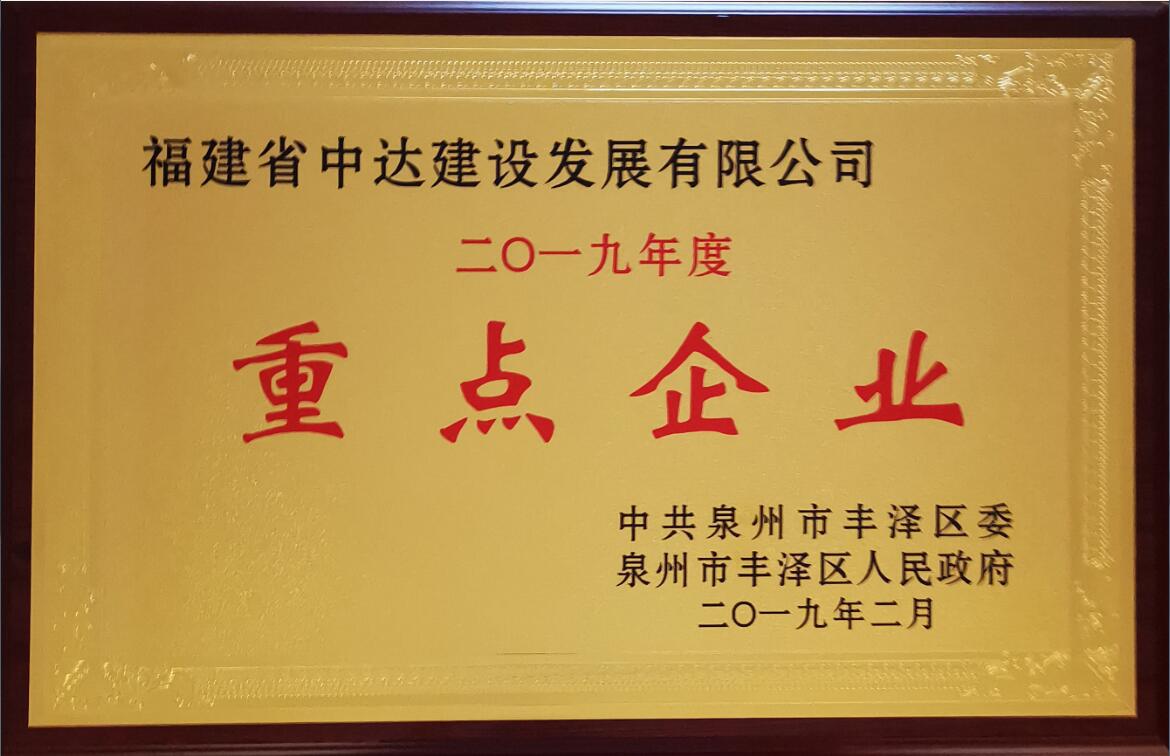 福建省中达建设发展有限公司
二〇一九年度
重点企业
中共泉州市丰泽区委
泉州市丰泽区人民政府
二〇一九年二月